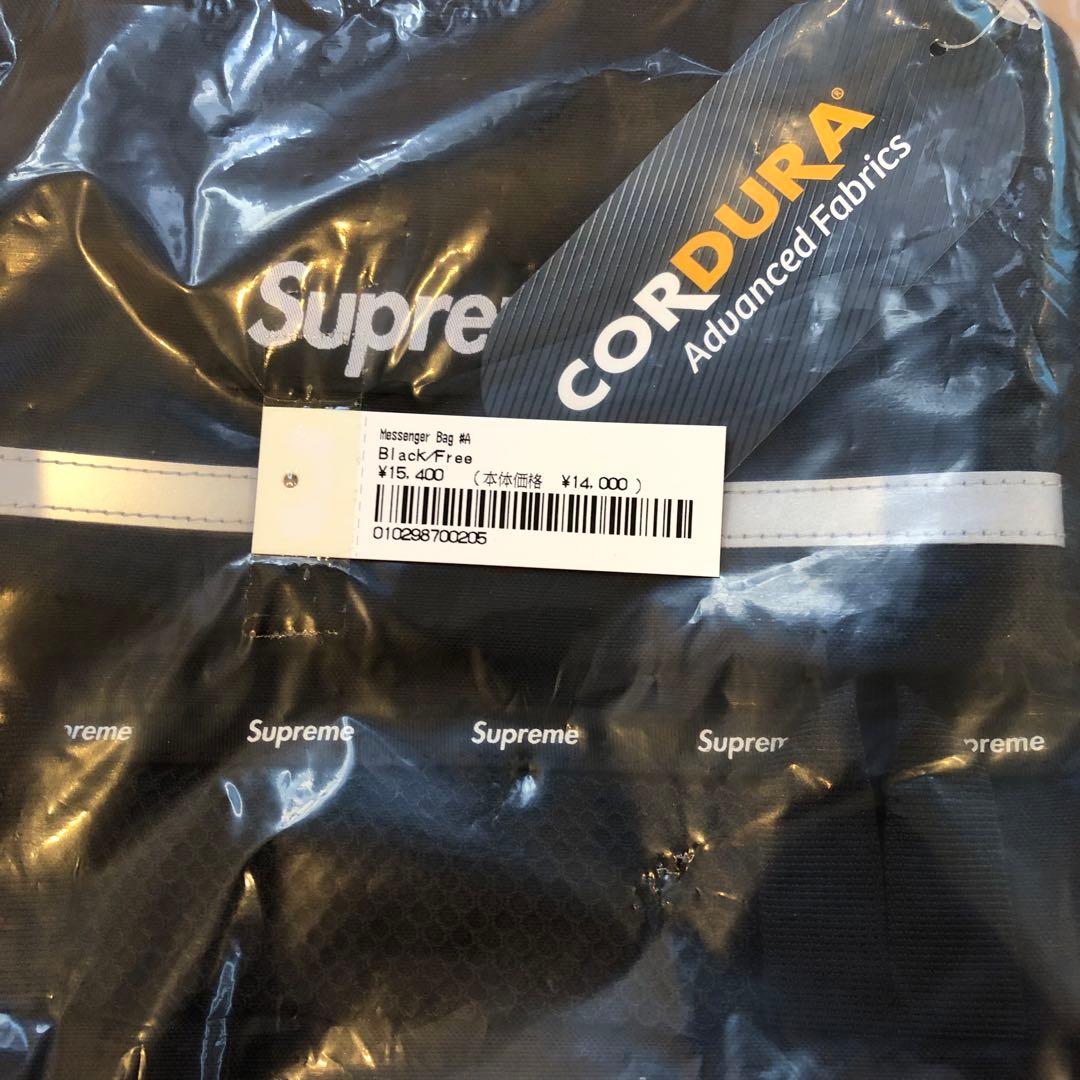 CORDURA®
Advanced Fabrics
Supre
Messenger Bag #A
Black/Free
¥15,400 (本体価格 ¥14,000)
010298700205
preme Supreme Supreme Suprem preme